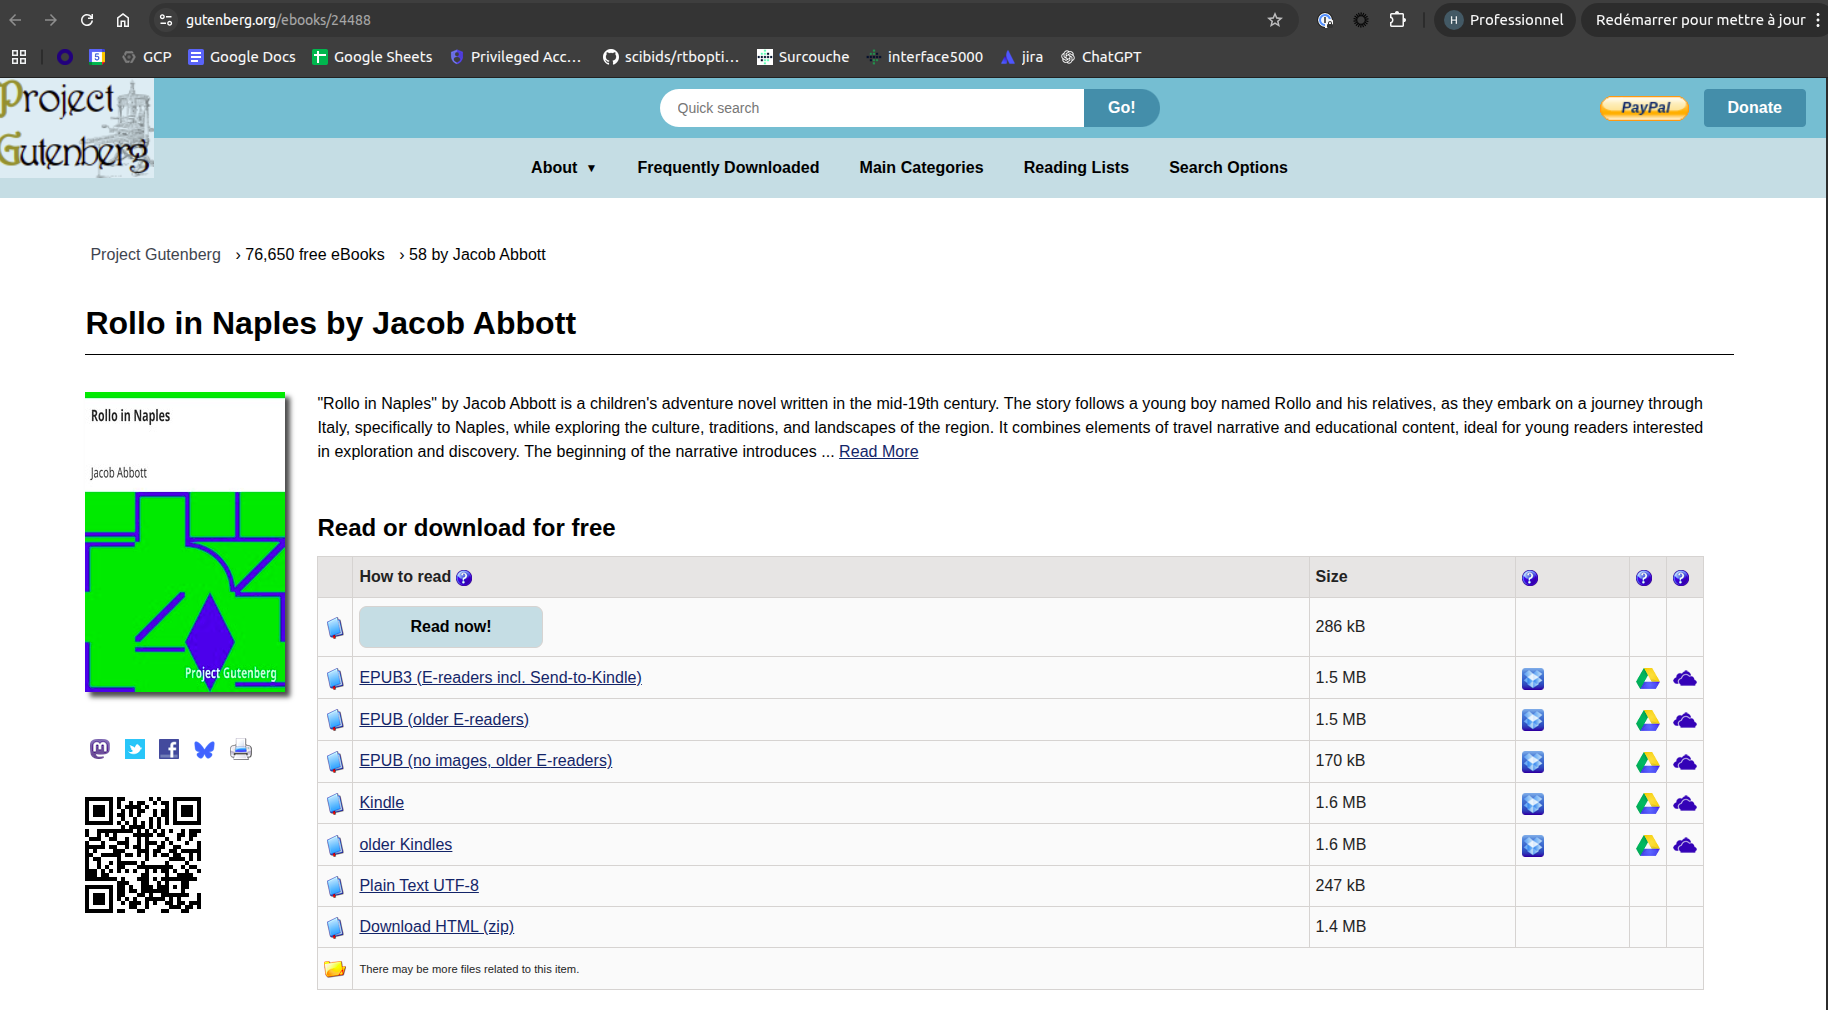 gutenberg.org/ebooks/24488
H Professionnel
Redémarrer pour mettre à jour
5
GCP
Google Docs
Google Sheets
Privileged Acc...
scibids/rtbopti...
Surcouche
interface5000
jira
ChatGPT
Project
Gutenberg
Quick search
Go!
PayPal
Donate
About ▼
Frequently Downloaded
Main Categories
Reading Lists
Search Options
Project Gutenberg › 76,650 free eBooks › 58 by Jacob Abbott
Rollo in Naples by Jacob Abbott
Rollo in Naples
Jacob Abbott
Project Gutenberg
"Rollo in Naples" by Jacob Abbott is a children's adventure novel written in the mid-19th century. The story follows a young boy named Rollo and his relatives, as they embark on a journey through
Italy, specifically to Naples, while exploring the culture, traditions, and landscapes of the region. It combines elements of travel narrative and educational content, ideal for young readers interested
in exploration and discovery. The beginning of the narrative introduces ... Read More
Read or download for free
How to read ? Size ? ? ?
Read now! 286 kB
EPUB3 (E-readers incl. Send-to-Kindle) 1.5 MB
EPUB (older E-readers) 1.5 MB
EPUB (no images, older E-readers) 170 kB
Kindle 1.6 MB
older Kindles 1.6 MB
Plain Text UTF-8 247 kB
Download HTML (zip) 1.4 MB
There may be more files related to this item.